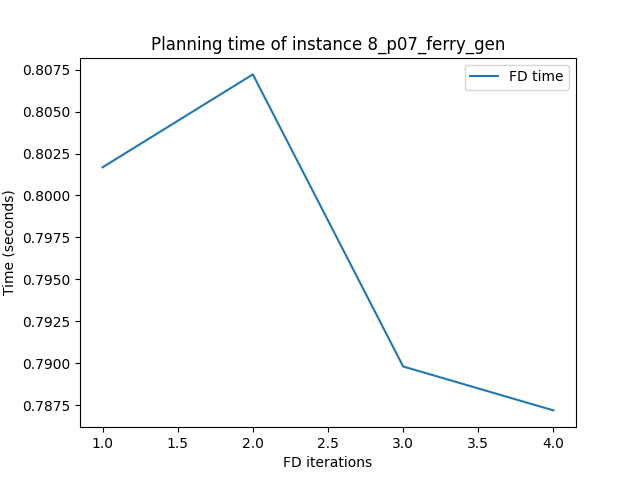 Planning time of instance 8_p07_ferry_gen
FD time
0.8075
0.8050
0.8025
0.8000
0.7975
0.7950
0.7925
0.7900
0.7875
Time (seconds)
1.0 1.5 2.0 2.5 3.0 3.5 4.0
FD iterations